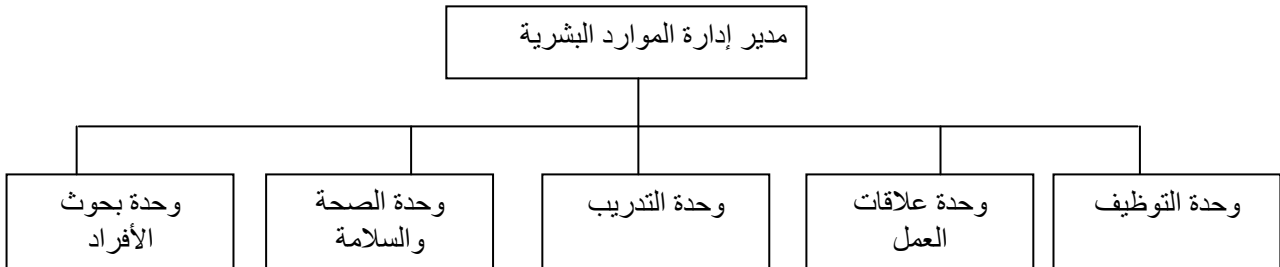 مدير إدارة الموارد البشرية
وحدة التوظيف
وحدة علاقات
العمل
وحدة التدريب
وحدة الصحة
والسلامة
وحدة بحوث
الأفراد